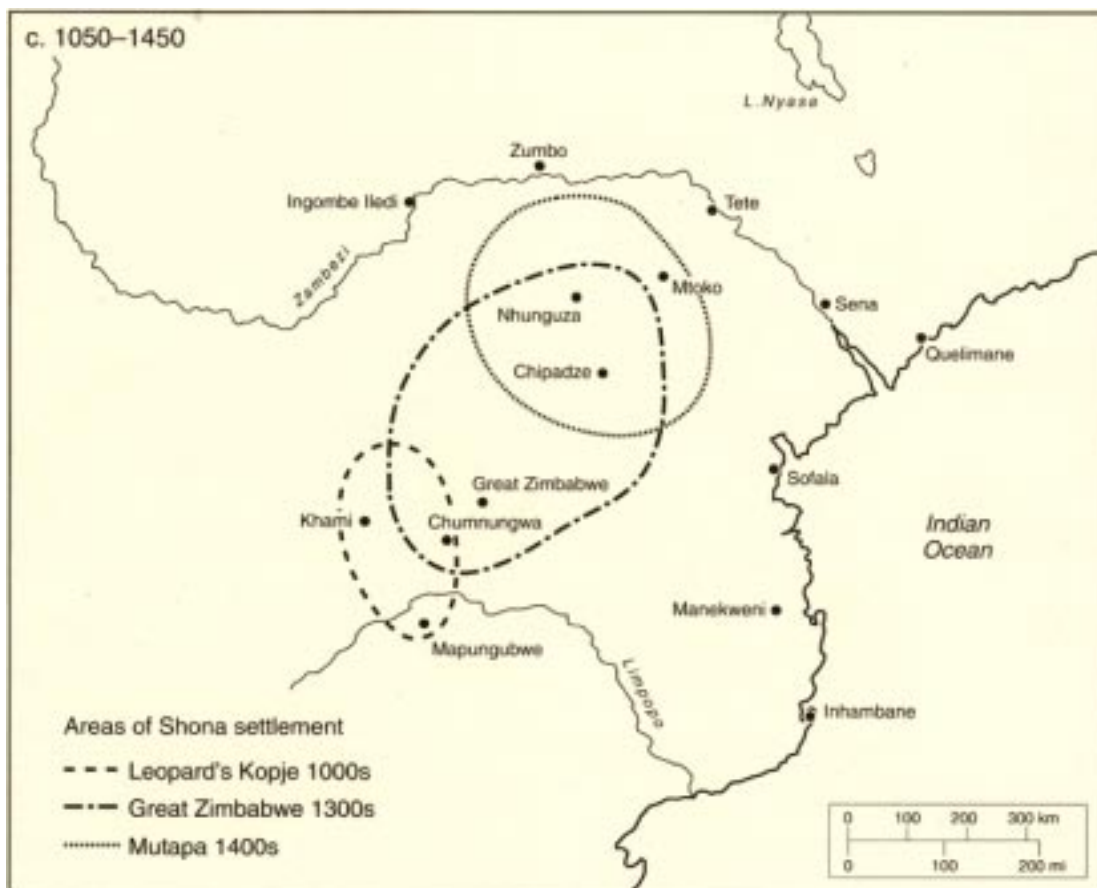 c. 1050–1450
L.Nyasa
Zumbo
Ingombe Iledi
Tete
Zambezi
Mtoko
Nhunguza
Sena
Quelimane
Chipadze
Great Zimbabwe
Sofala
Khami
Chumnungwa
Indian
Ocean
Manekweni
Mapungubwe
Limpopo
Inhambane
Areas of Shona settlement
Leopard's Kopje 1000s
Great Zimbabwe 1300s
Mutapa 1400s
0 100 200 300 km
0 100 200 mi